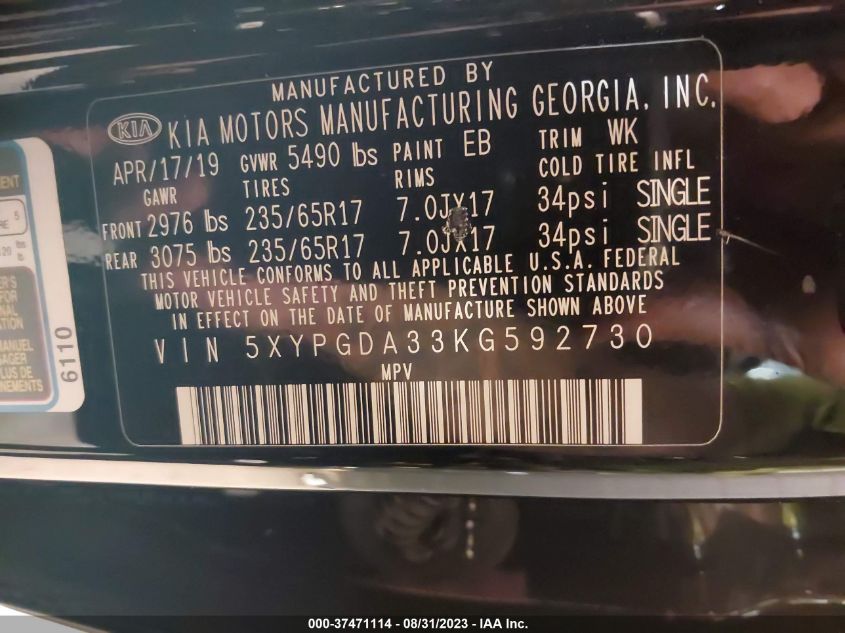 MANUFACTURED BY
KIA KIA MOTORS MANUFACTURING GEORGIA, INC.
APR/17/19 GVWR 5490 lbs PAINT EB TRIM WK
GAWR TIRES RIMS COLD TIRE INFL
FRONT 2976 lbs 235/65R17 7.0JX17 34psi SINGLE
REAR 3075 lbs 235/65R17 7.0JX17 34psi SINGLE
THIS VEHICLE CONFORMS TO ALL APPLICABLE U.S.A. FEDERAL
MOTOR VEHICLE SAFETY AND THEFT PREVENTION STANDARDS
IN EFFECT ON THE DATE OF MANUFACTURE SHOWN ABOVE
VIN 5XYPGDA33KG592730
MPV
5
6110
000-37471114 - 08/31/2023 - IAA Inc.